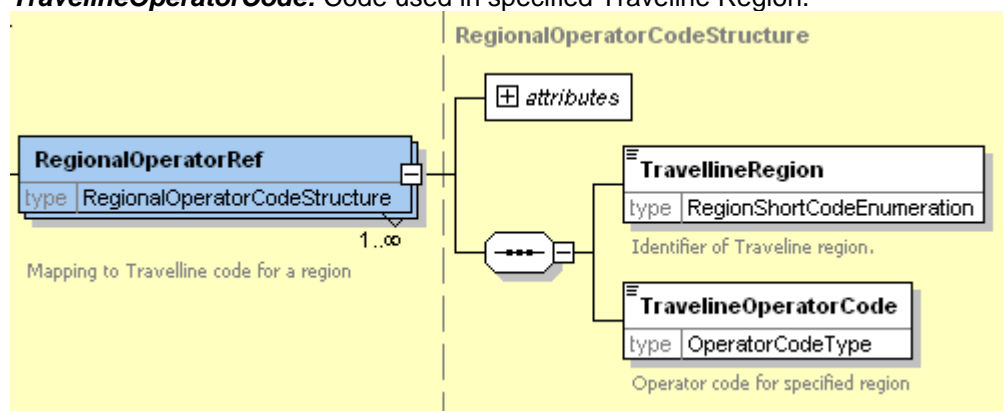 TravelineOperatorCode: Code used in specified Traveline Region.
RegionalOperatorCodeStructure
attributes
RegionalOperatorRef
type RegionalOperatorCodeStructure
1..∞
Mapping to Travelline code for a region
TravellineRegion
type RegionShortCodeEnumeration
Identifier of Traveline region.
TravelineOperatorCode
type OperatorCodeType
Operator code for specified region